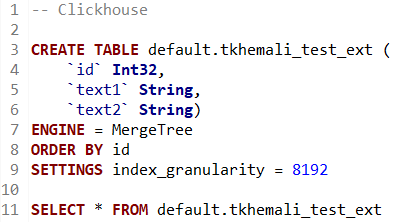 1 -- Clickhouse
2
3 CREATE TABLE default.tkhemali_test_ext (
4     `id` Int32,
5     `text1` String,
6     `text2` String)
7 ENGINE = MergeTree
8 ORDER BY id
9 SETTINGS index_granularity = 8192
10
11 SELECT * FROM default.tkhemali_test_ext